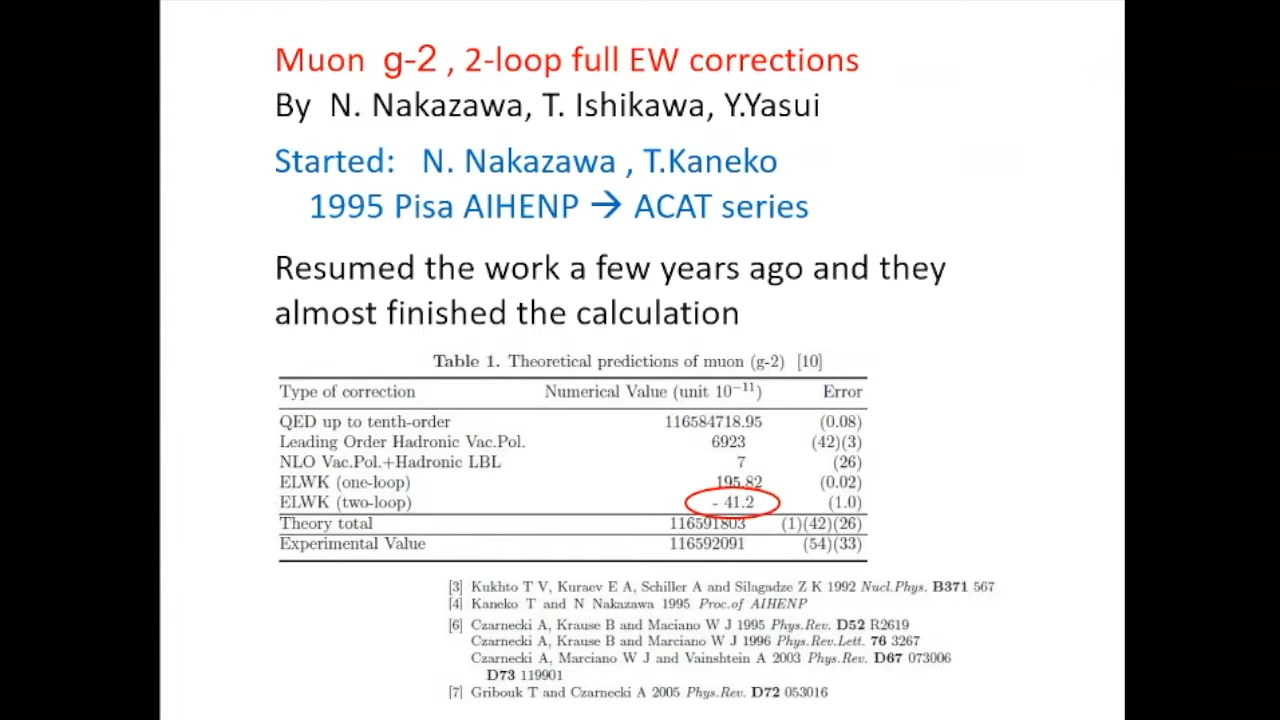 Muon g-2 , 2-loop full EW corrections
By N. Nakazawa, T. Ishikawa, Y.Yasui
Started: N. Nakazawa , T.Kaneko
1995 Pisa AIHENP → ACAT series
Resumed the work a few years ago and they
almost finished the calculation
Table 1. Theoretical predictions of muon (g-2) [10]
Type of correction Numerical Value (unit 10⁻¹¹) Error
QED up to tenth-order 116584718.95 (0.08)
Leading Order Hadronic Vac.Pol. 6923 (42)(3)
NLO Vac.Pol.+Hadronic LBL 7 (26)
ELWK (one-loop) 195.82 (0.02)
ELWK (two-loop) - 41.2 (1.0)
Theory total 116591803 (1)(42)(26)
Experimental Value 116592091 (54)(33)
[3] Kukhto T V, Kuraev E A, Schiller A and Silagadze Z K 1992 Nucl.Phys. B371 567
[4] Kaneko T and N Nakazawa 1995 Proc.of AIHENP
[6] Czarnecki A, Krause B and Maciano W J 1995 Phys.Rev. D52 R2619
Czarnecki A, Krause B and Marciano W J 1996 Phys.Rev.Lett. 76 3267
Czarnecki A, Marciano W J and Vainshtein A 2003 Phys.Rev. D67 073006
D73 119901
[7] Gribouk T and Czarnecki A 2005 Phys.Rev. D72 053016